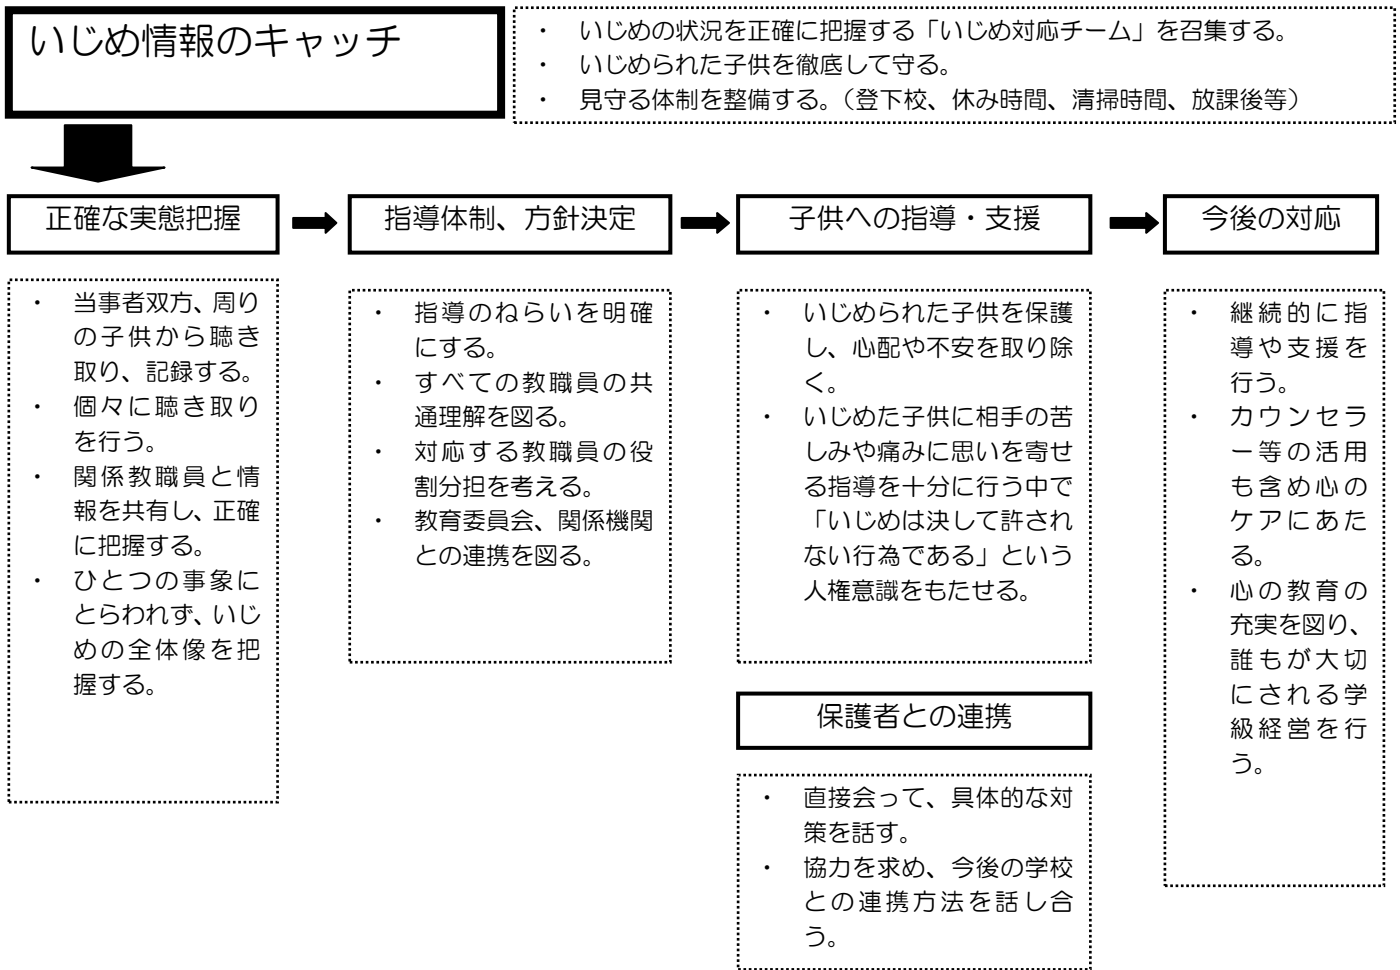 いじめ情報のキャッチ
・ いじめの状況を正確に把握する「いじめ対応チーム」を召集する。
・ いじめられた子供を徹底して守る。
・ 見守る体制を整備する。（登下校、休み時間、清掃時間、放課後等）
正確な実態把握
・ 当事者双方、周り
の子供から聴き
取り、記録する。
・ 個々に聴き取り
を行う。
・ 関係教職員と情
報を共有し、正確
に把握する。
・ ひとつの事象に
とらわれず、いじ
めの全体像を把
握する。
指導体制、方針決定
・ 指導のねらいを明確
にする。
・ すべての教職員の共
通理解を図る。
・ 対応する教職員の役
割分担を考える。
・ 教育委員会、関係機関
との連携を図る。
子供への指導・支援
・ いじめられた子供を保護
し、心配や不安を取り除
く。
・ いじめた子供に相手の苦
しみや痛みに思いを寄せ
る指導を十分に行う中で
「いじめは決して許され
ない行為である」という
人権意識をもたせる。
保護者との連携
・ 直接会って、具体的な対
策を話す。
・ 協力を求め、今後の学校
との連携方法を話し合
う。
今後の対応
・ 継続的に指
導や支援を
行う。
・ カウンセラ
ー等の活用
も含め心の
ケアにあた
る。
・ 心の教育の
充実を図り、
誰もが大切
にされる学
級経営を行
う。